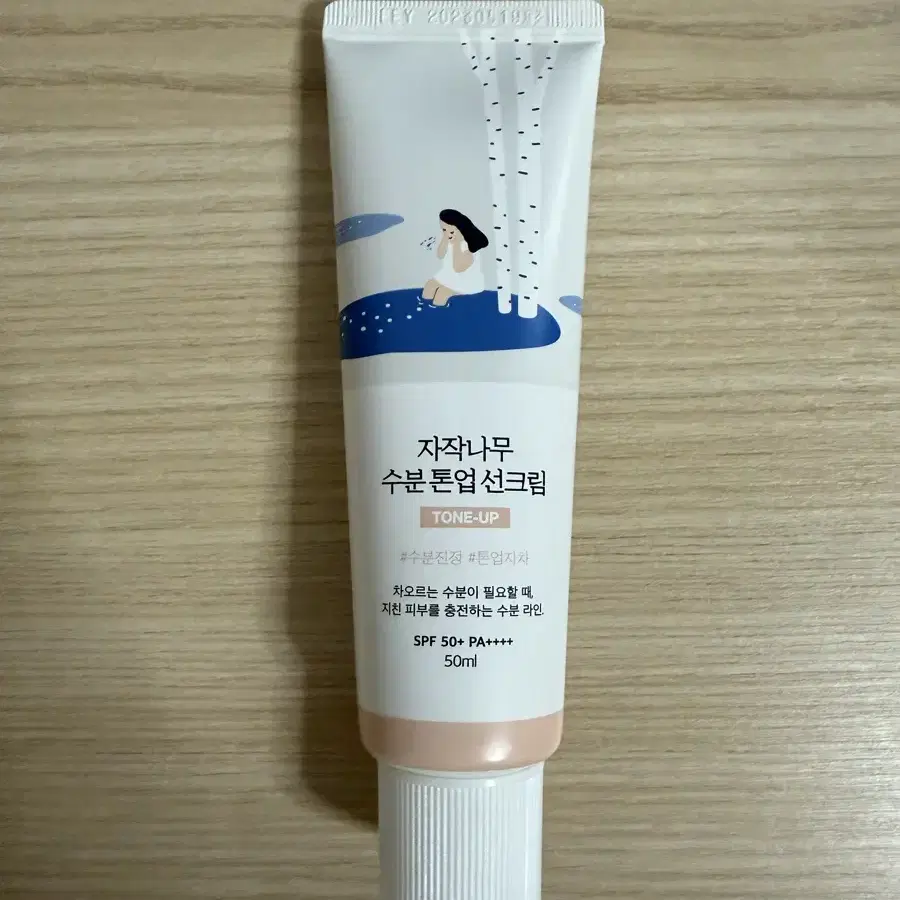 자작나무
수분 톤업 선크림
TONE-UP
#수분진정 #톤업자차
차오르는 수분이 필요할 때,
지친 피부를 충전하는 수분 라인.
SPF 50+ PA++++
50ml